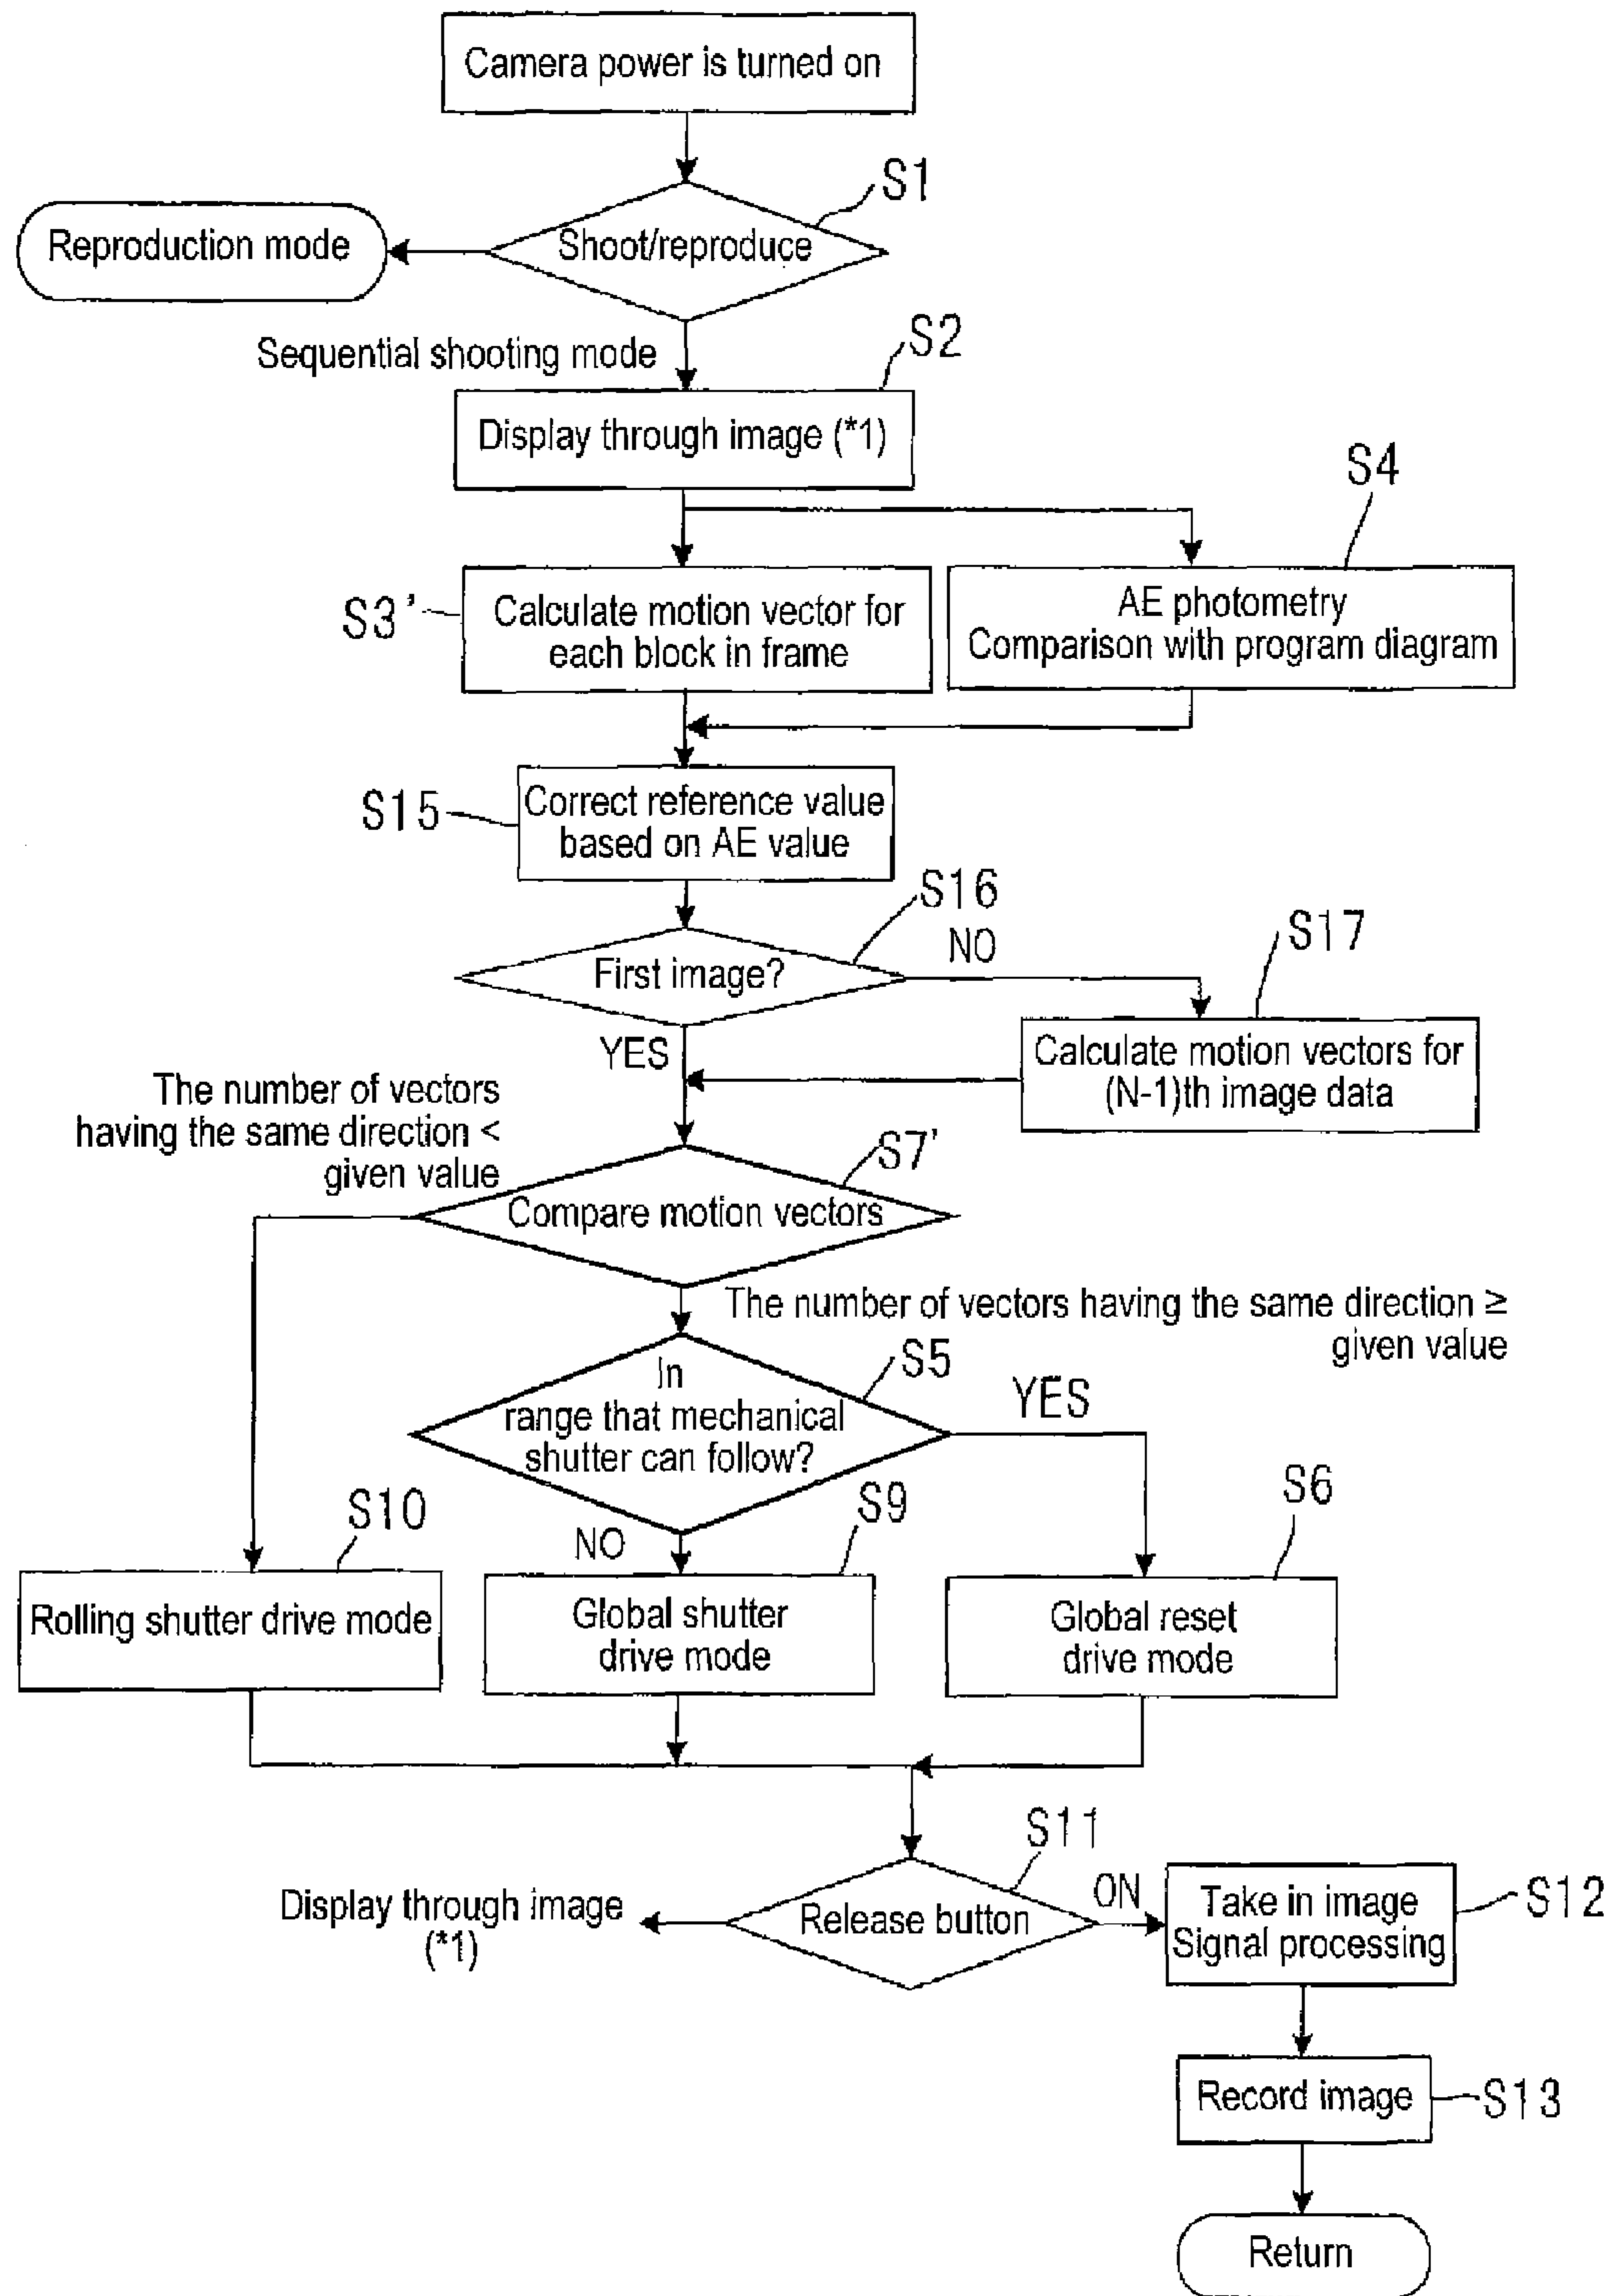 Camera power is turned on
S1
Shoot/reproduce
Reproduction mode
Sequential shooting mode
S2
Display through image (*1)
S4
S3’
Calculate motion vector for
each block in frame
AE photometry
Comparison with program diagram
S15
Correct reference value
based on AE value
S16
First image?
NO
S17
YES
Calculate motion vectors for
(N-1)th image data
The number of vectors
having the same direction <
given value
S7’
Compare motion vectors
The number of vectors having the same direction ≥
given value
S5
In
range that mechanical
shutter can follow?
YES
NO
S10
S9
S6
Rolling shutter drive mode
Global shutter
drive mode
Global reset
drive mode
S11
Release button
ON
Display through image
(*1)
Take in image
Signal processing
S12
Record image
S13
Return